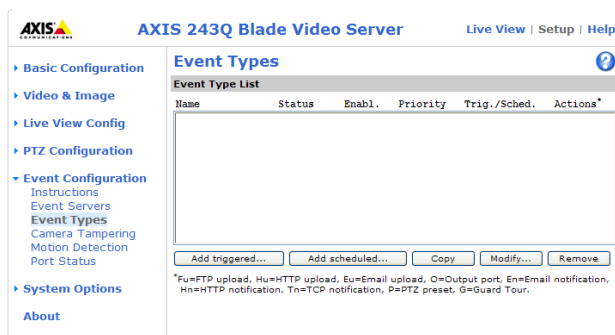 AXIS
COMMUNICATIONS
AXIS 243Q Blade Video Server
Live View | Setup | Help
Basic Configuration
Video & Image
Live View Config
PTZ Configuration
Event Configuration
Instructions
Event Servers
Event Types
Camera Tampering
Motion Detection
Port Status
System Options
About
Event Types
?
Event Type List
Name Status Enabl. Priority Trig./Sched. Actions*
Add triggered... Add scheduled... Copy Modify... Remove
*Fu=FTP upload, Hu=HTTP upload, Eu=Email upload, O=Output port, En=Email notification,
Hn=HTTP notification, Tn=TCP notification, P=PTZ preset, G=Guard Tour.